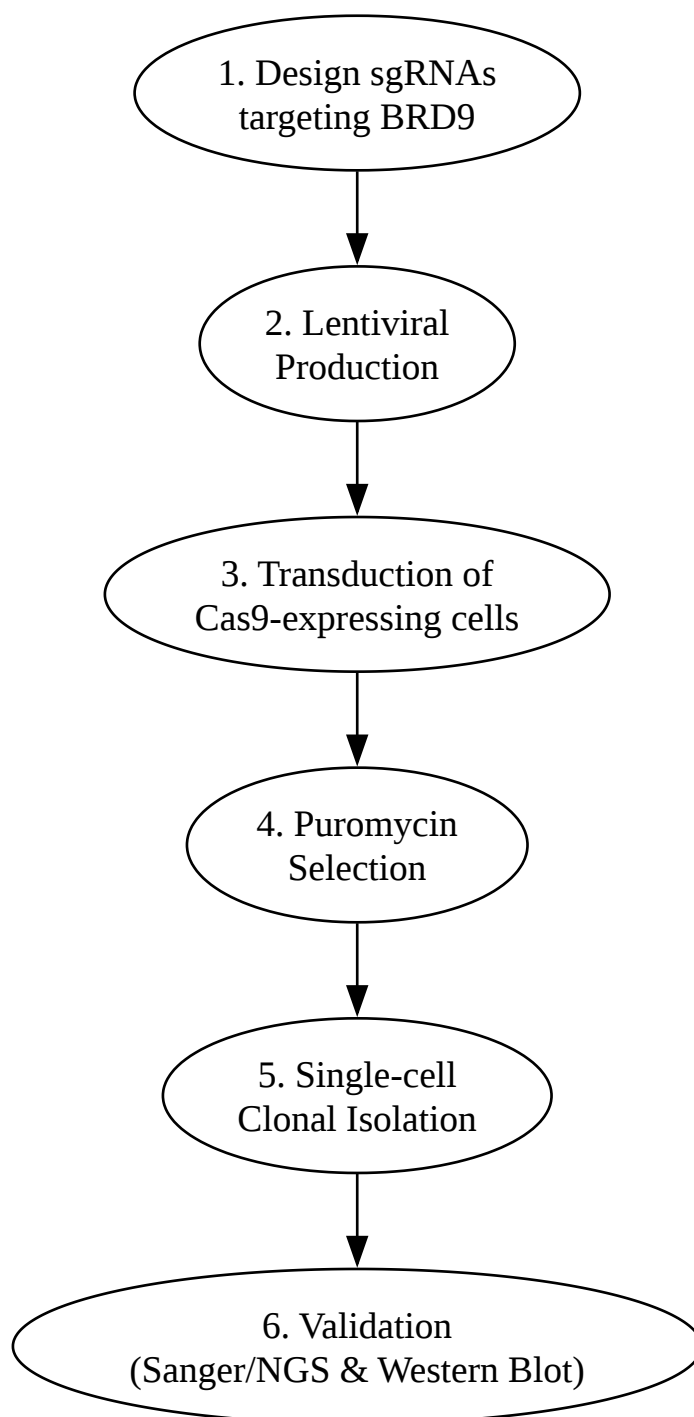 1. Design sgRNAs
targeting BRD9
2. Lentiviral
Production
3. Transduction of
Cas9-expressing cells
4. Puromycin
Selection
5. Single-cell
Clonal Isolation
6. Validation
(Sanger/NGS & Western Blot)